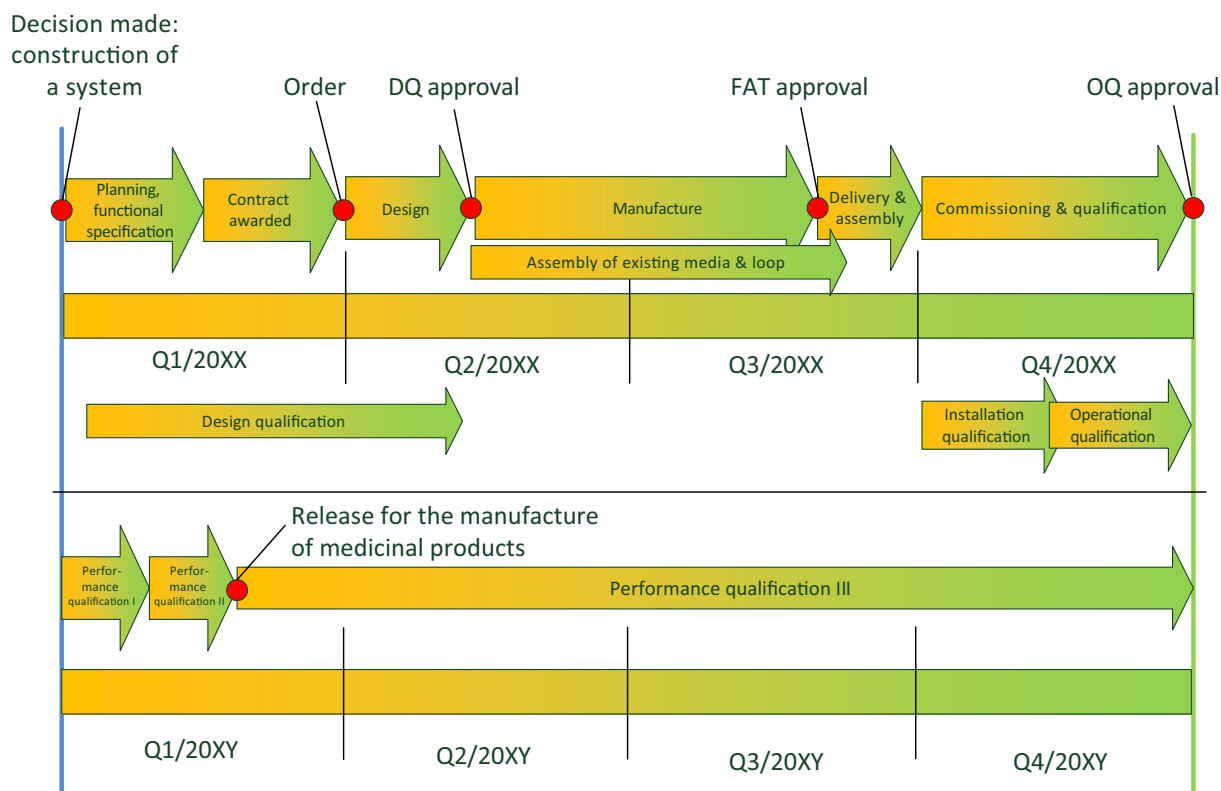 Decision made:
construction of
a system
Order
DQ approval
FAT approval
OQ approval
Planning,
functional
specification
Contract
awarded
Design
Manufacture
Delivery &
assembly
Commissioning & qualification
Assembly of existing media & loop
Q1/20XX
Q2/20XX
Q3/20XX
Q4/20XX
Design qualification
Installation
qualification
Operational
qualification
Release for the manufacture
of medicinal products
Perfor-
mance
qualification I
Perfor-
mance
qualification II
Performance qualification III
Q1/20XY
Q2/20XY
Q3/20XY
Q4/20XY